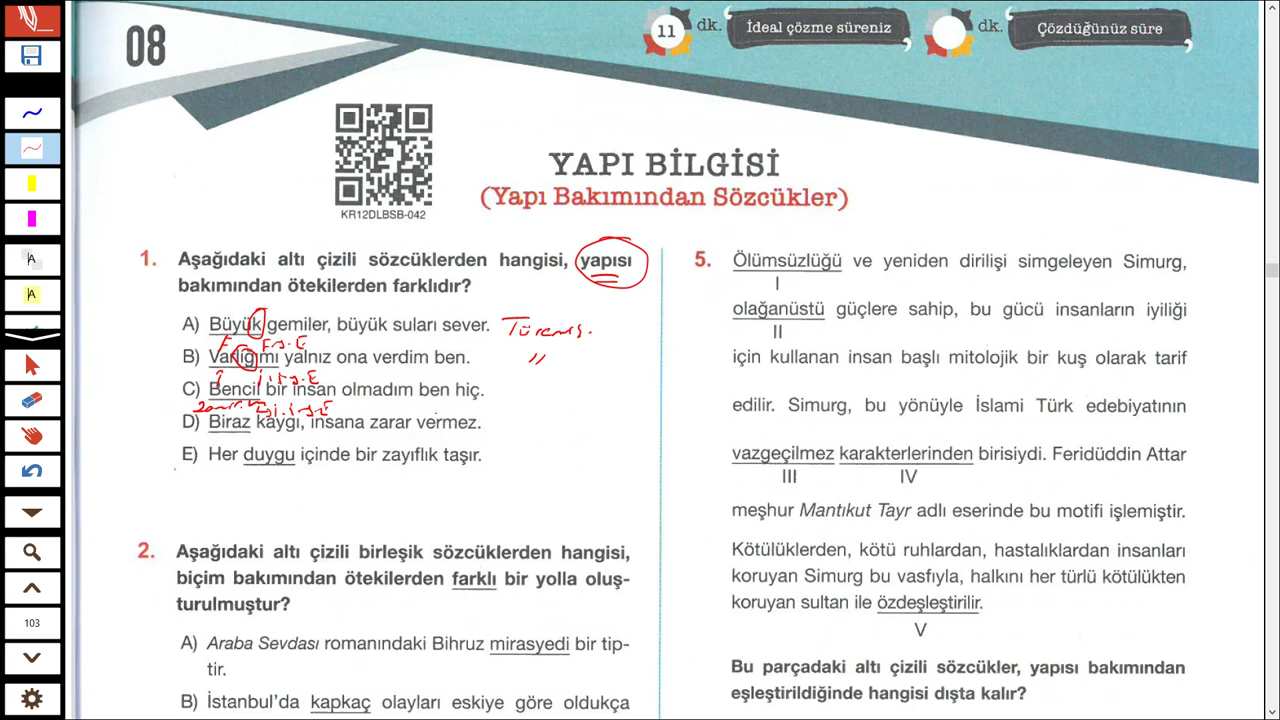 08
11 dk. İdeal çözme süreniz
dk. Çözdüğünüz süre
KR12DLBSB-042
YAPI BİLGİSİ
(Yapı Bakımından Sözcükler)
1. Aşağıdaki altı çizili sözcüklerden hangisi, yapısı
bakımından ötekilerden farklıdır?
A) Büyük gemiler, büyük suları sever. Türemiş.
F F.s.E
B) Varlığımı yalnız ona verdim ben. "
C) Bencil bir insan olmadım ben hiç.
D) Biraz kaygı, insana zarar vermez.
E) Her duygu içinde bir zayıflık taşır.
2. Aşağıdaki altı çizili birleşik sözcüklerden hangisi,
biçim bakımından ötekilerden farklı bir yolla oluş-
turulmuştur?
A) Araba Sevdası romanındaki Bihruz mirasyedi bir tip-
tir.
B) İstanbul'da kapkaç olayları eskiye göre oldukça
5. Ölümsüzlüğü ve yeniden dirilişi simgeleyen Simurg,
I
olağanüstü güçlere sahip, bu gücü insanların iyiliği
II
için kullanan insan başlı mitolojik bir kuş olarak tarif
edilir. Simurg, bu yönüyle İslami Türk edebiyatının
vazgeçilmez karakterlerinden birisiydi. Feridüddin Attar
III IV
meşhur Mantıkut Tayr adlı eserinde bu motifi işlemiştir.
Kötülüklerden, kötü ruhlardan, hastalıklardan insanları
koruyan Simurg bu vasfıyla, halkını her türlü kötülükten
koruyan sultan ile özdeşleştirilir.
V
Bu parçadaki altı çizili sözcükler, yapısı bakımından
eşleştirildiğinde hangisi dışta kalır?
A
A
103